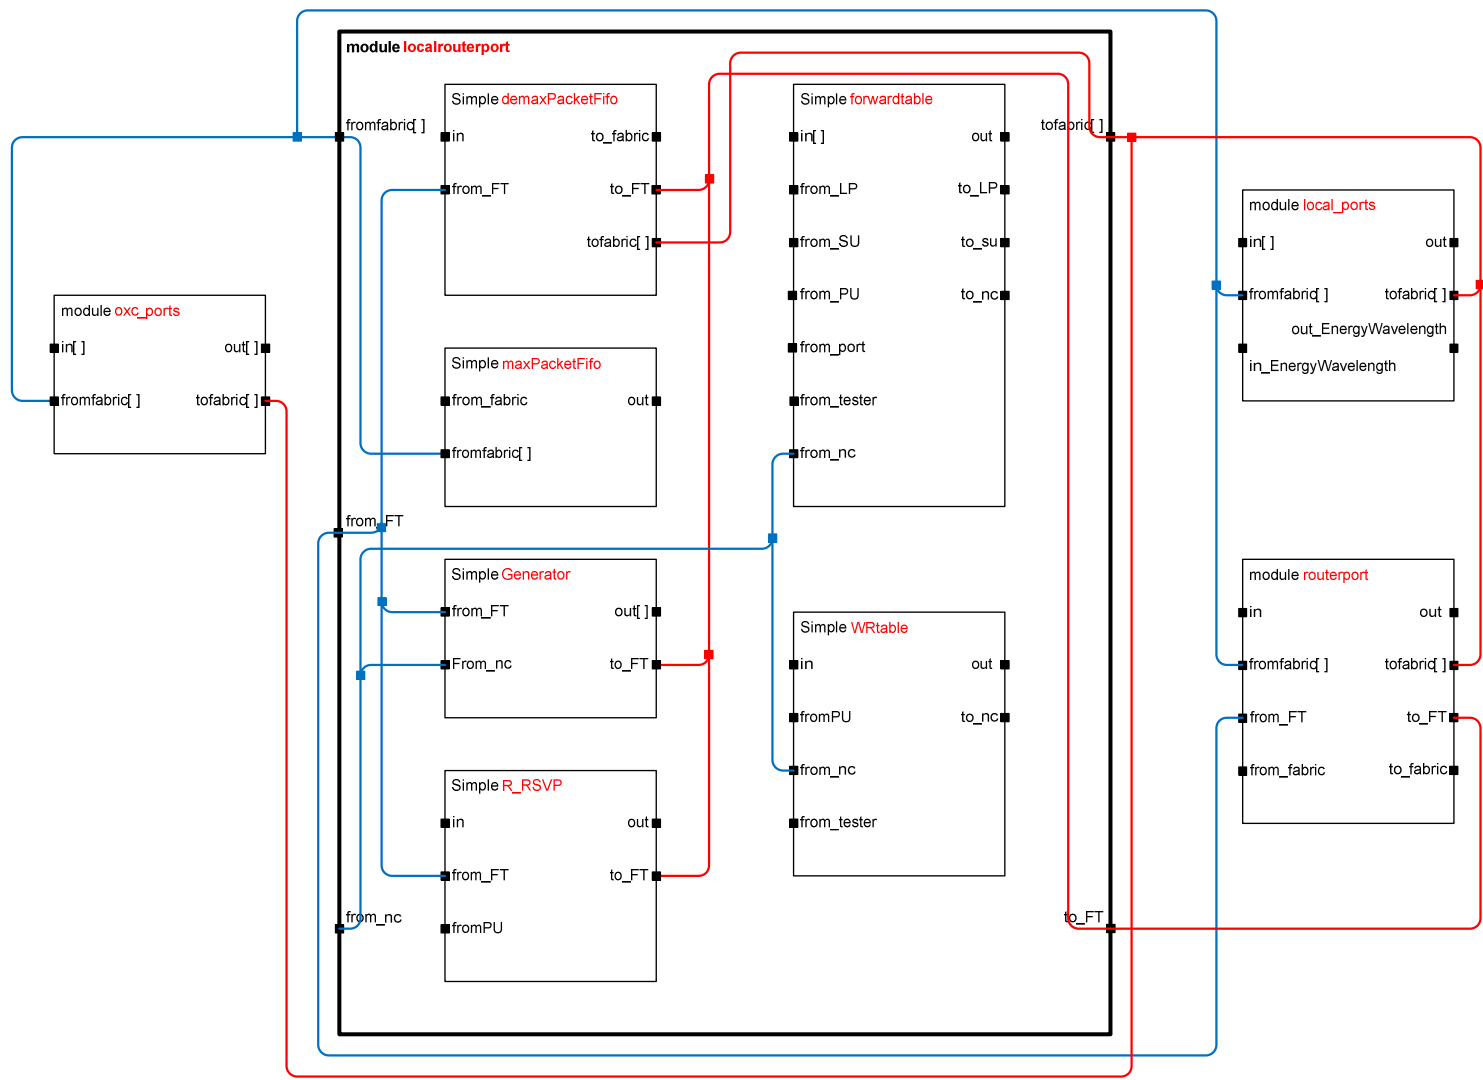 module localrouterport
fromfabric[ ]
tofabric[ ]
from_FT
from_nc
to_FT
Simple demaxPacketFifo
in
to_fabric
from_FT
to_FT
tofabric[ ]
Simple maxPacketFifo
from_fabric
out
fromfabric[ ]
Simple Generator
from_FT
out[ ]
From_nc
to_FT
Simple R_RSVP
in
out
from_FT
to_FT
fromPU
Simple forwardtable
in[ ]
out
from_LP
to_LP
from_SU
to_su
from_PU
to_nc
from_port
from_tester
from_nc
Simple WRtable
in
out
fromPU
to_nc
from_nc
from_tester
module oxc_ports
in[ ]
out[ ]
fromfabric[ ]
tofabric[ ]
module local_ports
in[ ]
out
fromfabric[ ]
tofabric[ ]
out_EnergyWavelength
in_EnergyWavelength
module routerport
in
out
fromfabric[ ]
tofabric[ ]
from_FT
to_FT
from_fabric
to_fabric